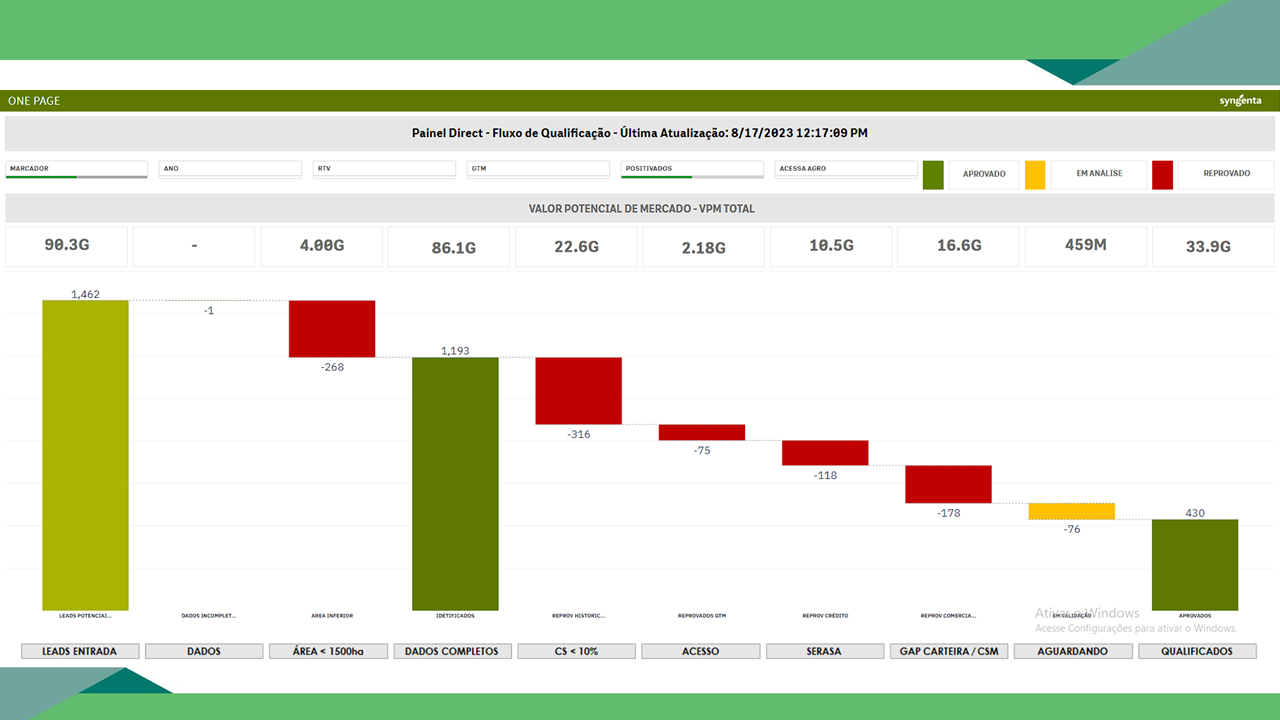 ONE PAGE
syngenta
Painel Direct - Fluxo de Qualificação - Última Atualização: 8/17/2023 12:17:09 PM
MARCADOR
ANO
RTV
GTM
POSITIVADOS
ACESSA AGRO
APROVADO
EM ANÁLISE
REPROVADO
VALOR POTENCIAL DE MERCADO - VPM TOTAL
90.3G
-
4.00G
86.1G
22.6G
2.18G
10.5G
16.6G
459M
33.9G
1,462
-1
-268
1,193
-316
-75
-118
-178
-76
430
LEADS POTENCIAI...
DADOS INCOMPLET...
AREA INFERIOR
IDETIFICADOS
REPROV HISTORIC...
REPROVADOS GTM
REPROV CRÉDITO
REPROV COMERCIA...
EM VALIDAÇÃO
APROVADOS
Ativar o Windows
Acesse Configurações para ativar o Windows.
LEADS ENTRADA
DADOS
ÁREA < 1500ha
DADOS COMPLETOS
CS < 10%
ACESSO
SERASA
GAP CARTEIRA / CSM
AGUARDANDO
QUALIFICADOS